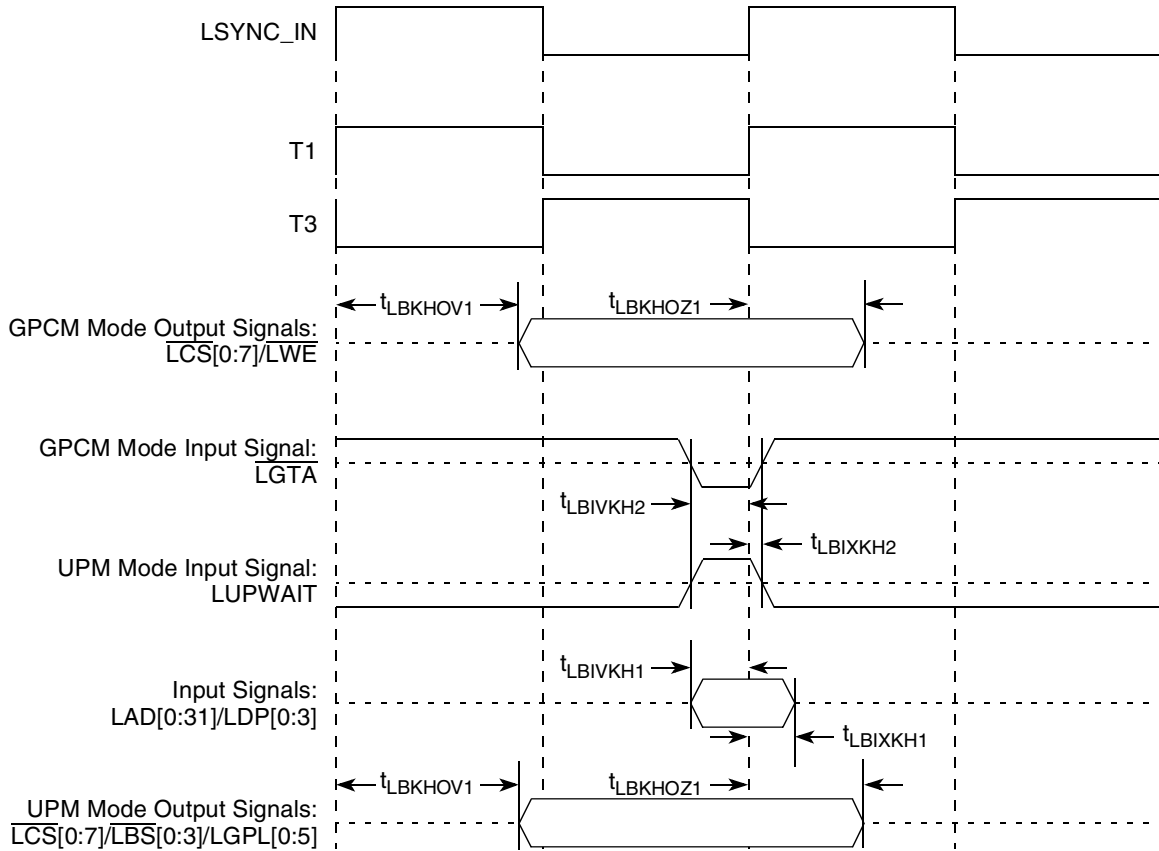 LSYNC_IN
T1
T3
tLBKHOV1
tLBKHOZ1
GPCM Mode Output Signals:
LCS[0:7]/LWE
GPCM Mode Input Signal:
LGTA
tLBIVKH2
tLBIXKH2
UPM Mode Input Signal:
LUPWAIT
tLBIVKH1
Input Signals:
LAD[0:31]/LDP[0:3]
tLBIXKH1
tLBKHOV1
tLBKHOZ1
UPM Mode Output Signals:
LCS[0:7]/LBS[0:3]/LGPL[0:5]